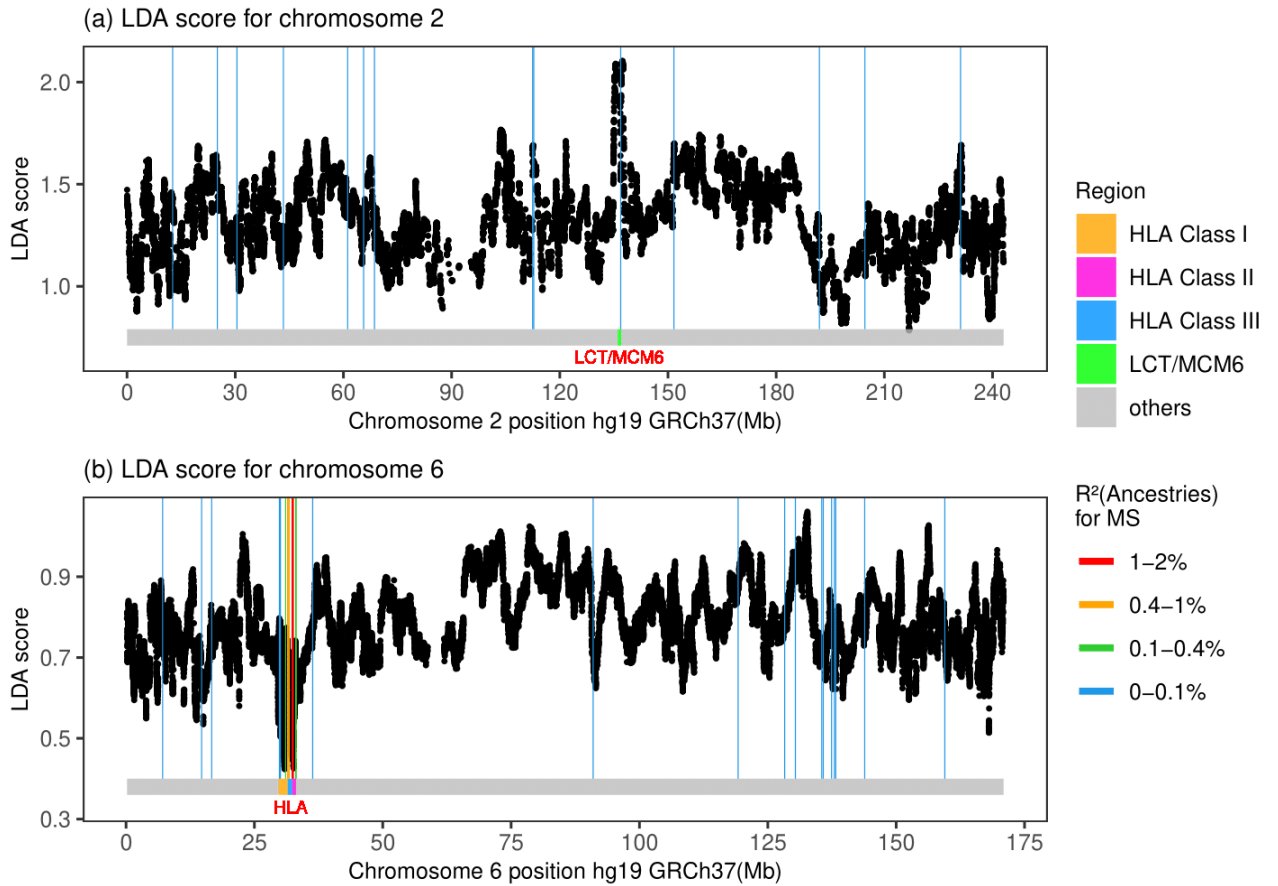 (a) LDA score for chromosome 2
LDA score
2.0
1.5
1.0
LCT/MCM6
0 30 60 90 120 150 180 210 240
Chromosome 2 position hg19 GRCh37(Mb)
Region
HLA Class I
HLA Class II
HLA Class III
LCT/MCM6
others
(b) LDA score for chromosome 6
LDA score
0.9
0.7
0.5
0.3
HLA
0 25 50 75 100 125 150 175
Chromosome 6 position hg19 GRCh37(Mb)
R²(Ancestries)
for MS
1−2%
0.4−1%
0.1−0.4%
0−0.1%